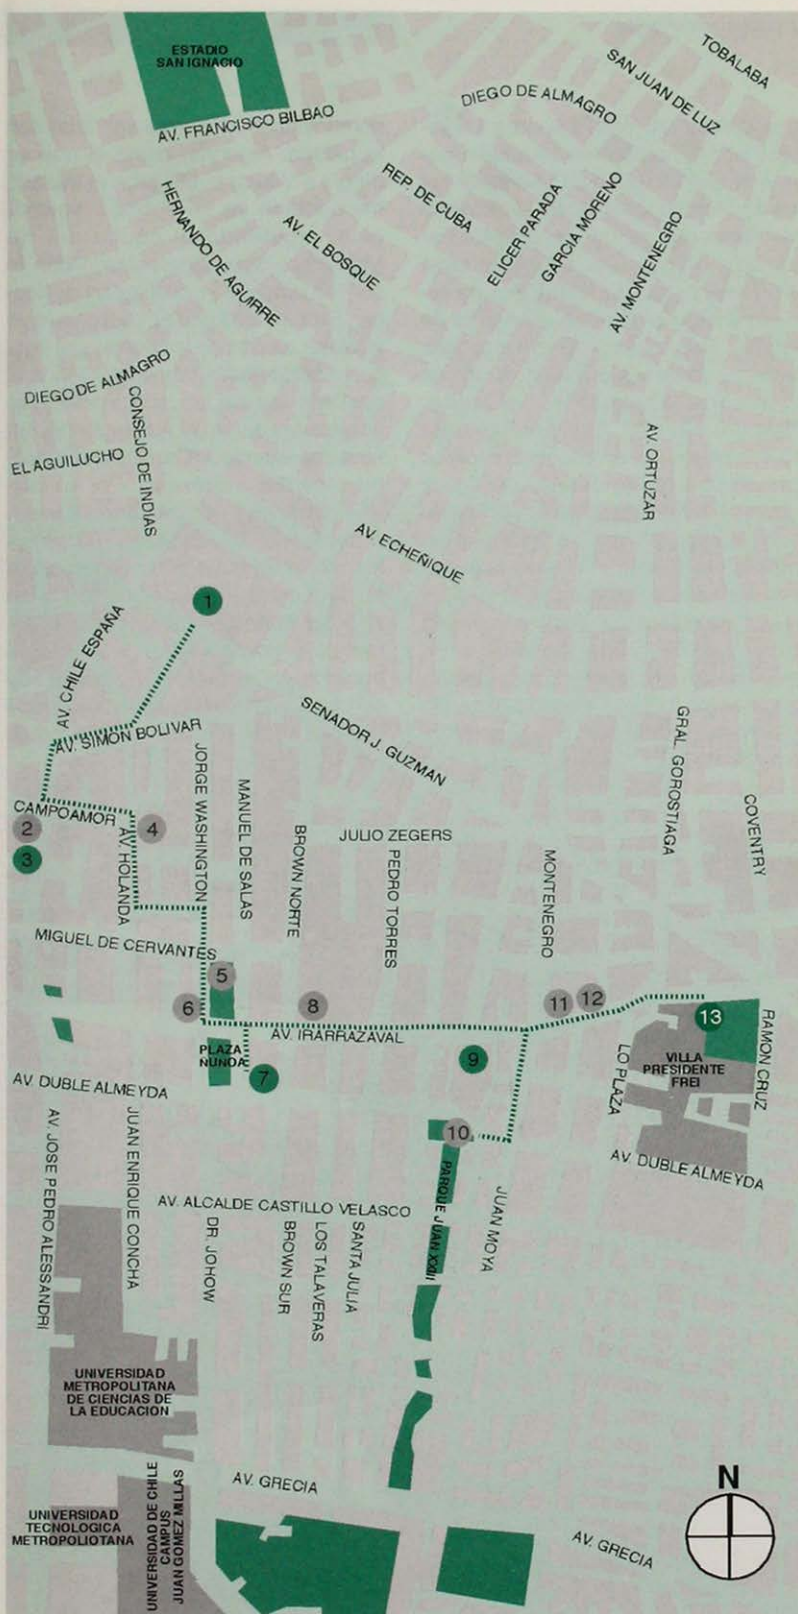 ESTADIO
SAN IGNACIO
AV. FRANCISCO BILBAO
TOBALABA
SAN JUAN DE LUZ
DIEGO DE ALMAGRO
REP. DE CUBA
ELICER PARADA
GARCIA MORENO
AV. MONTENEGRO
HERNANDO DE AGUIRRE
AV. EL BOSQUE
DIEGO DE ALMAGRO
CONSEJO DE INDIAS
EL AGUILUCHO
AV. ORTUZAR
AV. ECHEÑIQUE
1
AV. CHILE ESPAÑA
AV. SIMON BOLIVAR
SENADOR J. GUZMAN
GRAL. GOROSTIAGA
COVENTRY
JORGE WASHINGTON
MANUEL DE SALAS
CAMPOAMOR
2
3
4
AV. HOLANDA
BROWN NORTE
JULIO ZEGERS
PEDRO TORRES
MONTENEGRO
MIGUEL DE CERVANTES
5
6
8
11
12
13
AV. IRARRAZAVAL
PLAZA
ÑUÑOA
7
9
LO PLAZA
VILLA
PRESIDENTE
FREI
RAMON CRUZ
AV. DUBLE ALMEYDA
10
AV. DUBLE ALMEYDA
AV. JOSE PEDRO ALESSANDRI
JUAN ENRIQUE CONCHA
AV. ALCALDE CASTILLO VELASCO
PARQUE JUAN XXIII
JUAN MOYA
DR. JOHOW
BROWN SUR
LOS TALAVERAS
SANTA JULIA
UNIVERSIDAD
METROPOLITANA
DE CIENCIAS DE
LA EDUCACION
AV. GRECIA
UNIVERSIDAD
TECNOLOGICA
METROPOLIOTANA
UNIVERSIDAD DE CHILE
CAMPUS
JUAN GOMEZ MILLAS
N
AV. GRECIA